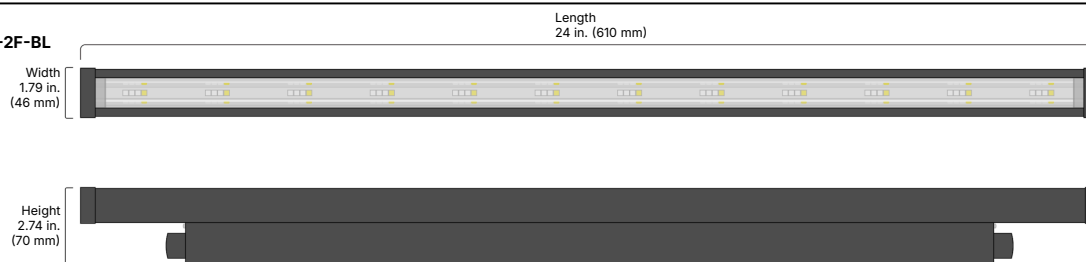 Length
24 in. (610 mm)
-2F-BL
Width
1.79 in.
(46 mm)
Height
2.74 in.
(70 mm)